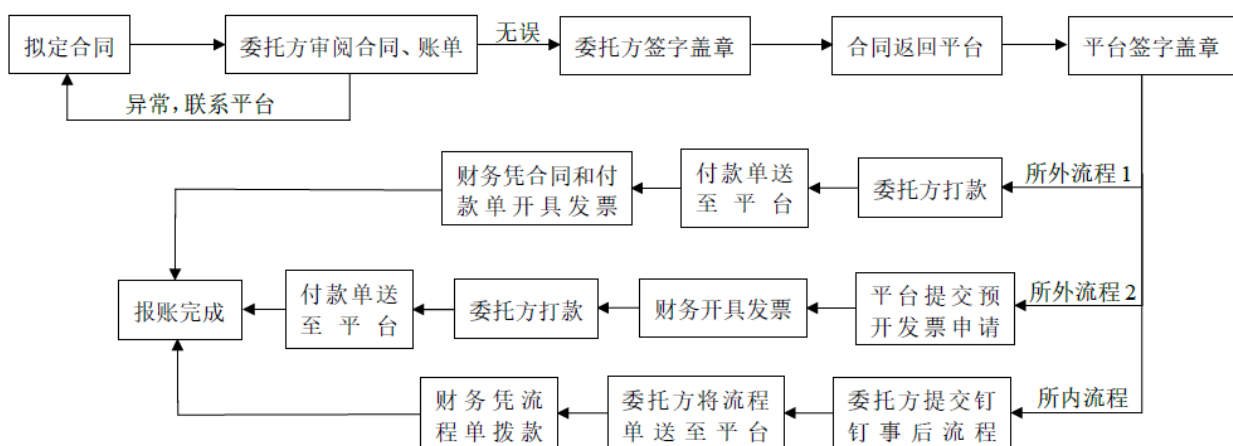 拟定合同
委托方审阅合同、账单
无误
委托方签字盖章
合同返回平台
平台签字盖章
异常，联系平台
所外流程 1
委托方打款
付款单送
至平台
财务凭合同和付
款单开具发票
所外流程 2
平台提交预
开发票申请
财务开具发票
委托方打款
付款单送
至平台
报账完成
所内流程
委托方提交钉
钉事后流程
委托方将流程
单送至平台
财务凭流
程单拨款